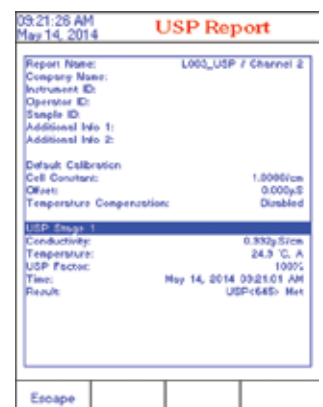 09:21:26 AM
May 14, 2014
USP Report
Report Name: L003_USP / Channel 2
Company Name:
Instrument ID:
Operator ID:
Sample ID:
Additional Info 1:
Additional Info 2:
Default Calibration
Cell Constant: 1.0000/cm
Offset: 0.000µS
Temperature Compensation: Disabled
USP Stage 1
Conductivity: 0.932µS/cm
Temperature: 24.9 °C, A
USP Factor: 100%
Time: May 14, 2014 09:21:01 AM
Result: USP<645> Met
Escape